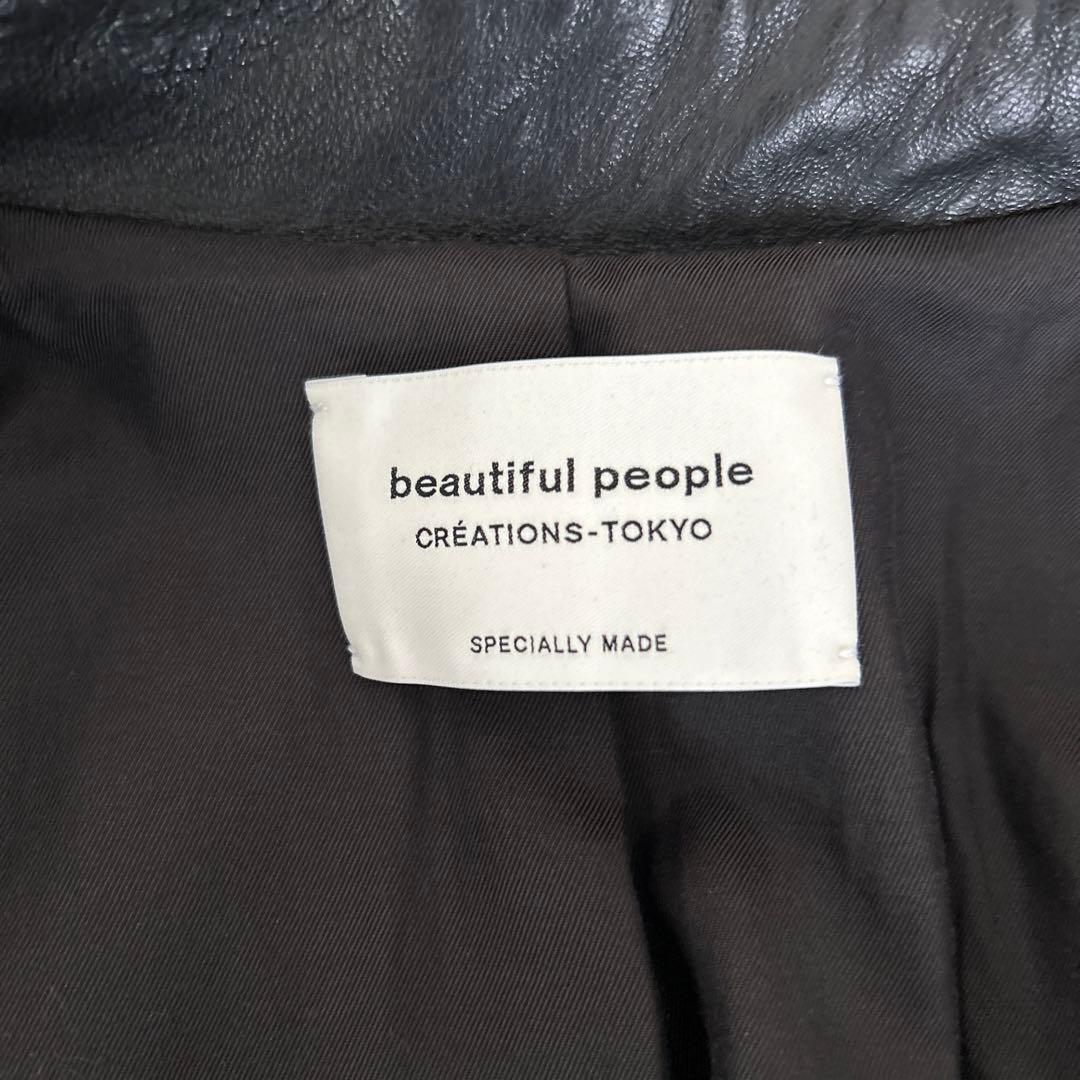 beautiful people
CRÉATIONS-TOKYO
SPECIALLY MADE